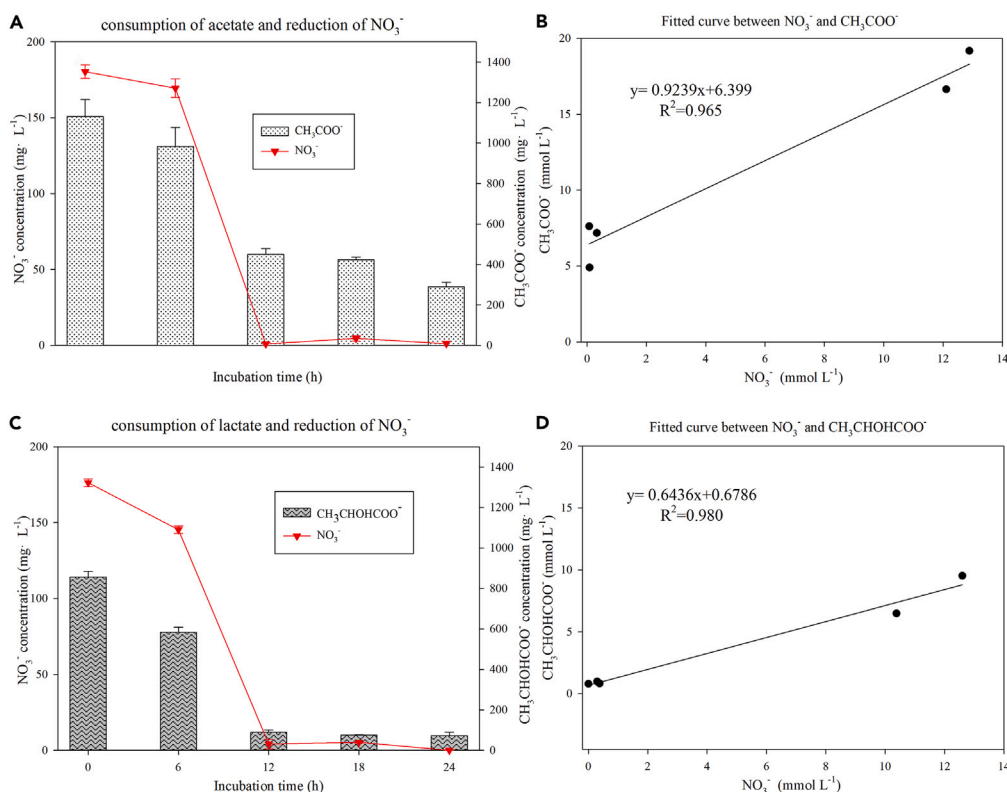 A
consumption of acetate and reduction of NO₃⁻
200
150
100
50
0
NO₃⁻ concentration (mg· L⁻¹)
CH₃COO⁻
NO₃⁻
1400
1200
1000
800
600
400
200
0
CH₃COO⁻ concentration (mg· L⁻¹)
Incubation time (h)
B
Fitted curve between NO₃⁻ and CH₃COO⁻
20
15
10
5
0
CH₃COO⁻ (mmol L⁻¹)
y= 0.9239x+6.399
R²=0.965
0 2 4 6 8 10 12 14
NO₃⁻ (mmol L⁻¹)
C
consumption of lactate and reduction of NO₃⁻
200
150
100
50
0
NO₃⁻ concentration (mg· L⁻¹)
CH₃CHOHCOO⁻
NO₃⁻
1400
1200
1000
800
600
400
200
0
CH₃CHOHCOO⁻ concentration (mg· L⁻¹)
0 6 12 18 24
Incubation time (h)
D
Fitted curve between NO₃⁻ and CH₃CHOHCOO⁻
20
15
10
5
0
CH₃CHOHCOO⁻ (mmol L⁻¹)
y= 0.6436x+0.6786
R²=0.980
0 2 4 6 8 10 12 14
NO₃⁻ (mmol L⁻¹)